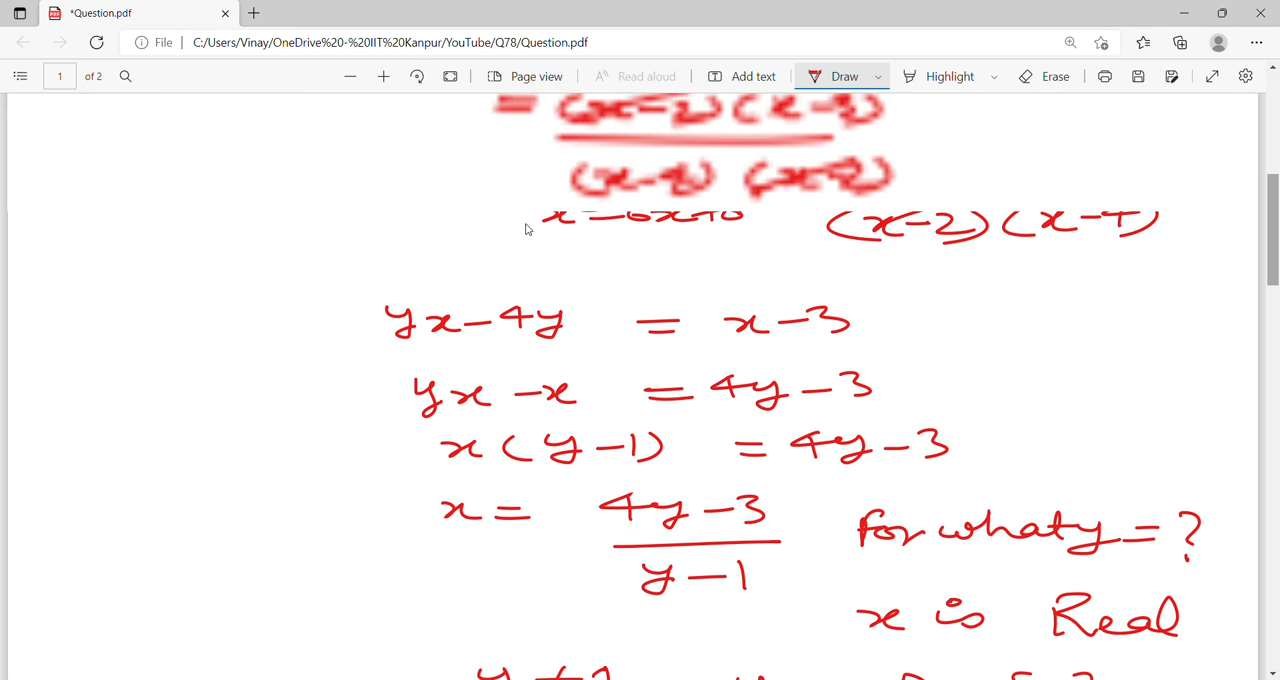 *Question.pdf
File | C:/Users/Vinay/OneDrive%20-%20IIT%20Kanpur/YouTube/Q78/Question.pdf
1 of 2 Page view Read aloud Add text Draw Highlight Erase
= (x-2)(x-3)
(x-2)(x-4)
yx-4y = x-3
yx-x = 4y-3
x(y-1) = 4y-3
x = 4y-3
for what y = ?
y-1
x is Real